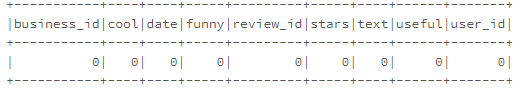 +-----------+----+----+-----+---------+-----+----+------+-------+
|business_id|cool|date|funny|review_id|stars|text|useful|user_id|
+-----------+----+----+-----+---------+-----+----+------+-------+
|          0|   0|   0|    0|        0|    0|   0|     0|      0|
+-----------+----+----+-----+---------+-----+----+------+-------+